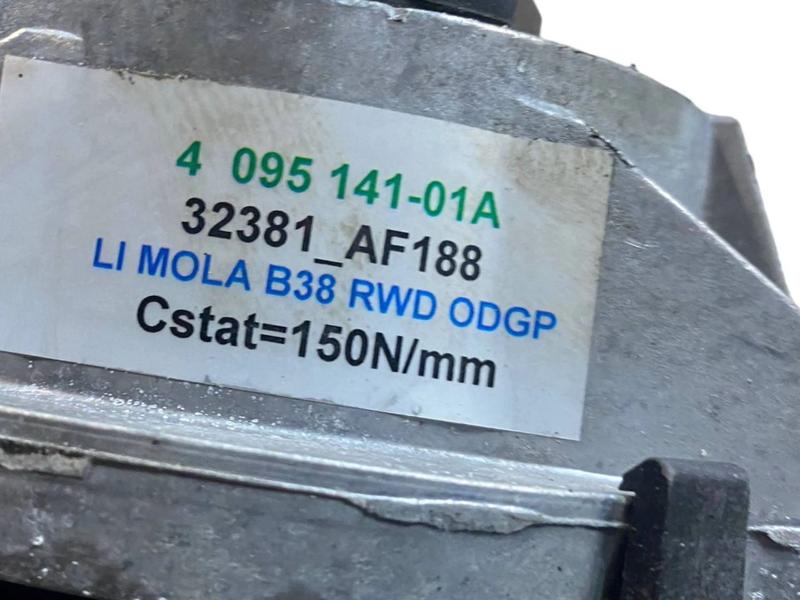 4 095 141-01A
32381_AF188
LI MOLA B38 RWD ODGP
Cstat=150N/mm